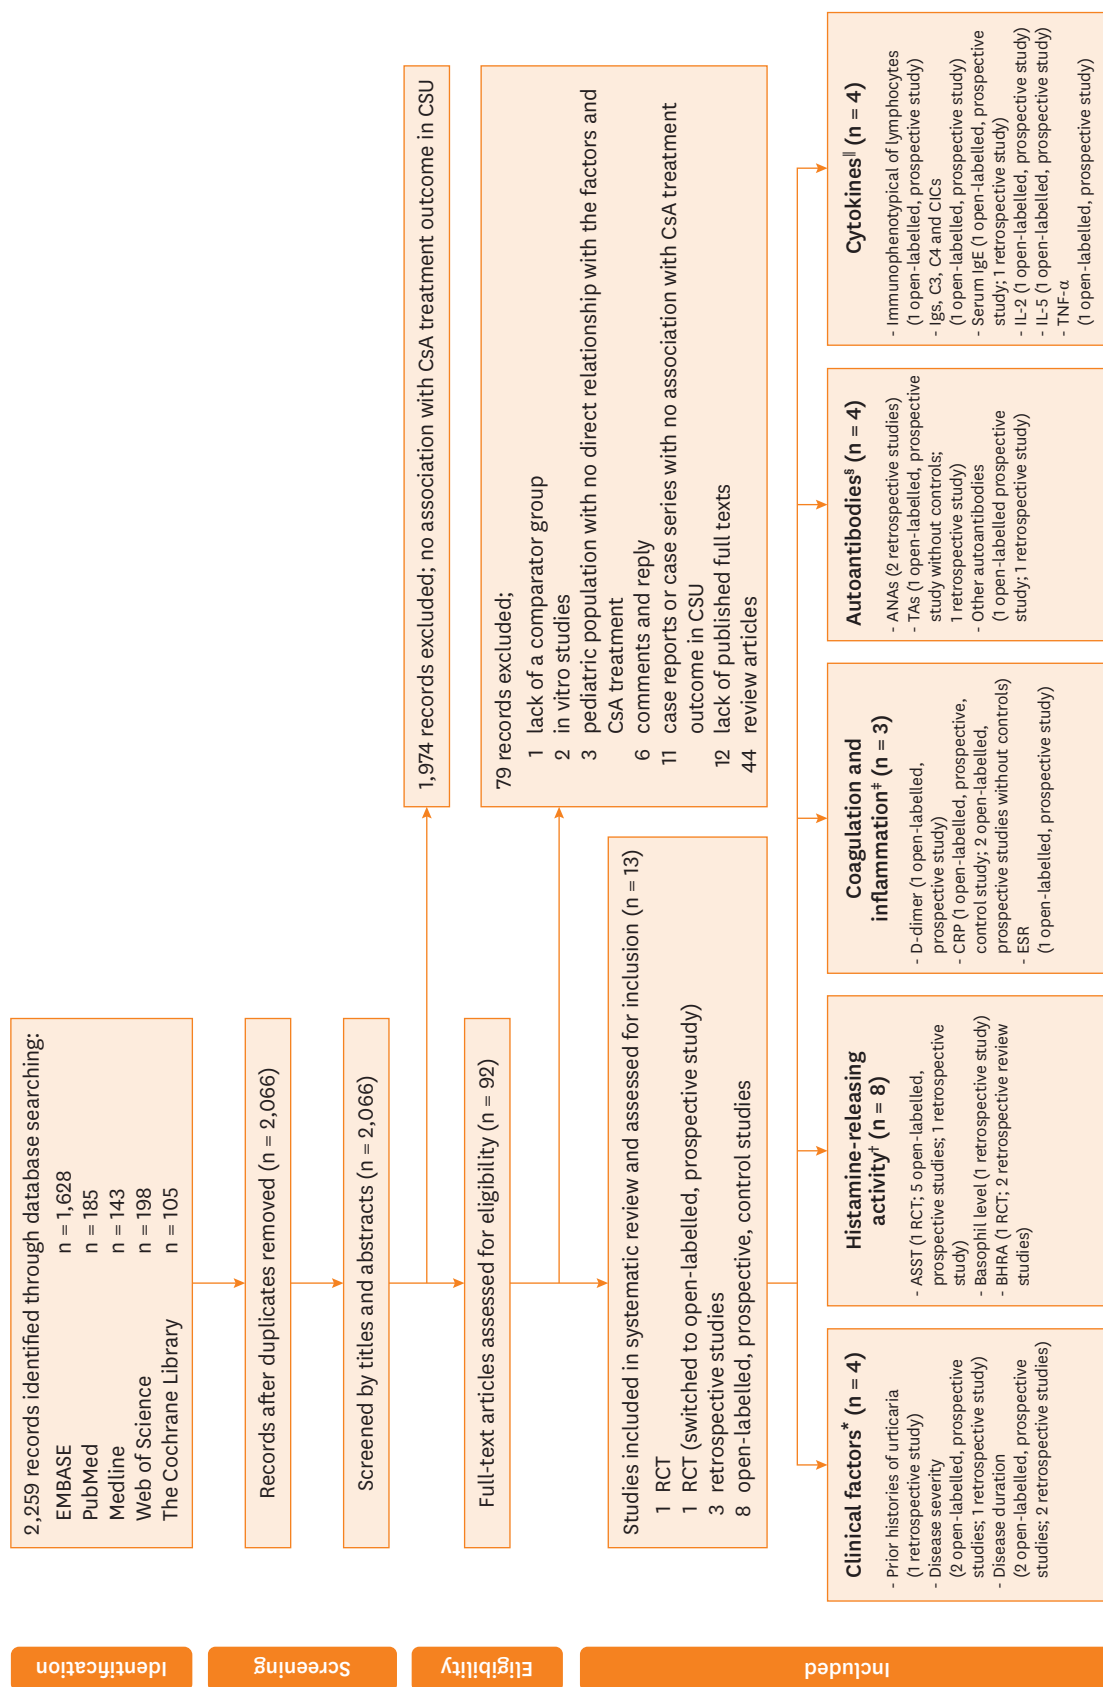 Identification
2,259 records identified through database searching:
EMBASE n = 1,628
PubMed n = 185
Medline n = 143
Web of Science n = 198
The Cochrane Library n = 105
Screening
Records after duplicates removed (n = 2,066)
Screened by titles and abstracts (n = 2,066)
1,974 records excluded; no association with CsA treatment outcome in CSU
Eligibility
Full-text articles assessed for eligibility (n = 92)
79 records excluded;
1 lack of a comparator group
2 in vitro studies
3 pediatric population with no direct relationship with the factors and
CsA treatment
6 comments and reply
11 case reports or case series with no association with CsA treatment
outcome in CSU
12 lack of published full texts
44 review articles
Included
Studies included in systematic review and assessed for inclusion (n = 13)
1 RCT
1 RCT (switched to open-labelled, prospective study)
3 retrospective studies
8 open-labelled, prospective, control studies
Clinical factors* (n = 4)
- Prior histories of urticaria
(1 retrospective study)
- Disease severity
(2 open-labelled, prospective
studies; 1 retrospective study)
- Disease duration
(2 open-labelled, prospective
studies; 2 retrospective studies)
Histamine-releasing
activity† (n = 8)
- ASST (1 RCT; 5 open-labelled,
prospective studies; 1 retrospective
study)
- Basophil level (1 retrospective study)
- BHRA (1 RCT; 2 retrospective review
studies)
Coagulation and
inflammation‡ (n = 3)
- D-dimer (1 open-labelled,
prospective study)
- CRP (1 open-labelled, prospective,
control study; 2 open-labelled,
prospective studies without controls)
- ESR
(1 open-labelled, prospective study)
Autoantibodies§ (n = 4)
- ANAs (2 retrospective studies)
- TAs (1 open-labelled, prospective
study without controls;
1 retrospective study)
- Other autoantibodies
(1 open-labelled prospective
study; 1 retrospective study)
Cytokines‖ (n = 4)
- Immunophenotypical of lymphocytes
(1 open-labelled, prospective study)
- Igs, C3, C4 and CICs
(1 open-labelled, prospective study)
- Serum IgE (1 open-labelled, prospective
study; 1 retrospective study)
- IL-2 (1 open-labelled, prospective study)
- IL-5 (1 open-labelled, prospective study)
- TNF-α
(1 open-labelled, prospective study)